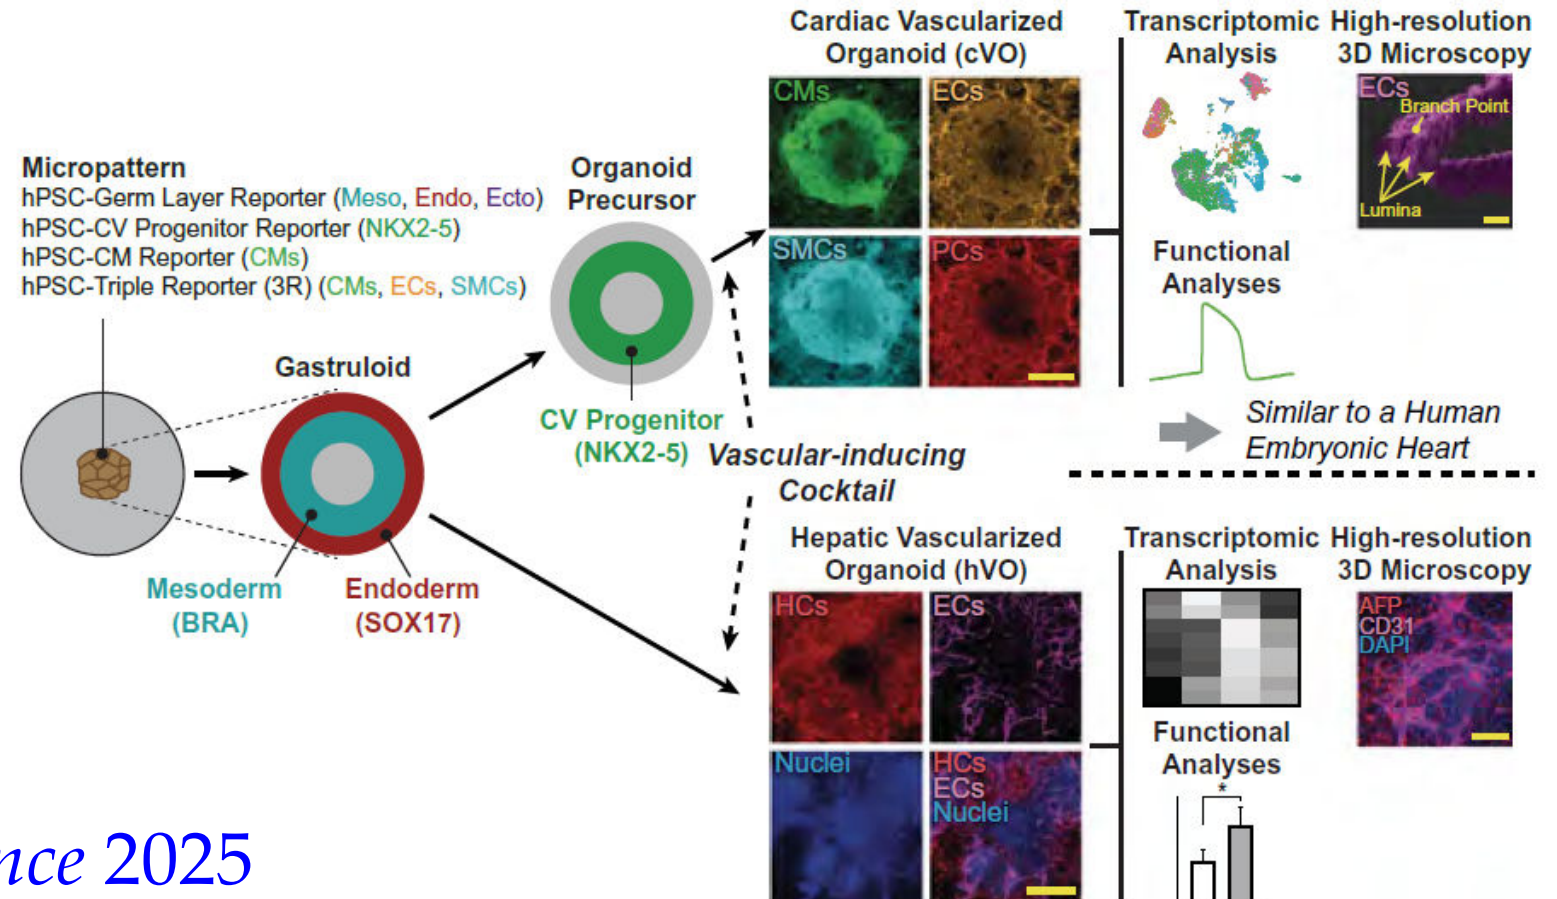 Micropattern
hPSC-Germ Layer Reporter (Meso, Endo, Ecto)
hPSC-CV Progenitor Reporter (NKX2-5)
hPSC-CM Reporter (CMs)
hPSC-Triple Reporter (3R) (CMs, ECs, SMCs)
Gastruloid
Mesoderm
(BRA)
Endoderm
(SOX17)
Organoid
Precursor
CV Progenitor
(NKX2-5)
Vascular-inducing
Cocktail
Cardiac Vascularized
Organoid (cVO)
CMs
ECs
SMCs
PCs
Transcriptomic
Analysis
High-resolution
3D Microscopy
ECs
Branch Point
Lumina
Functional
Analyses
Similar to a Human
Embryonic Heart
Hepatic Vascularized
Organoid (hVO)
HCs
ECs
Nuclei
HCs
ECs
Nuclei
Transcriptomic
Analysis
High-resolution
3D Microscopy
AFP
CD31
DAPI
Functional
Analyses
*
nce 2025